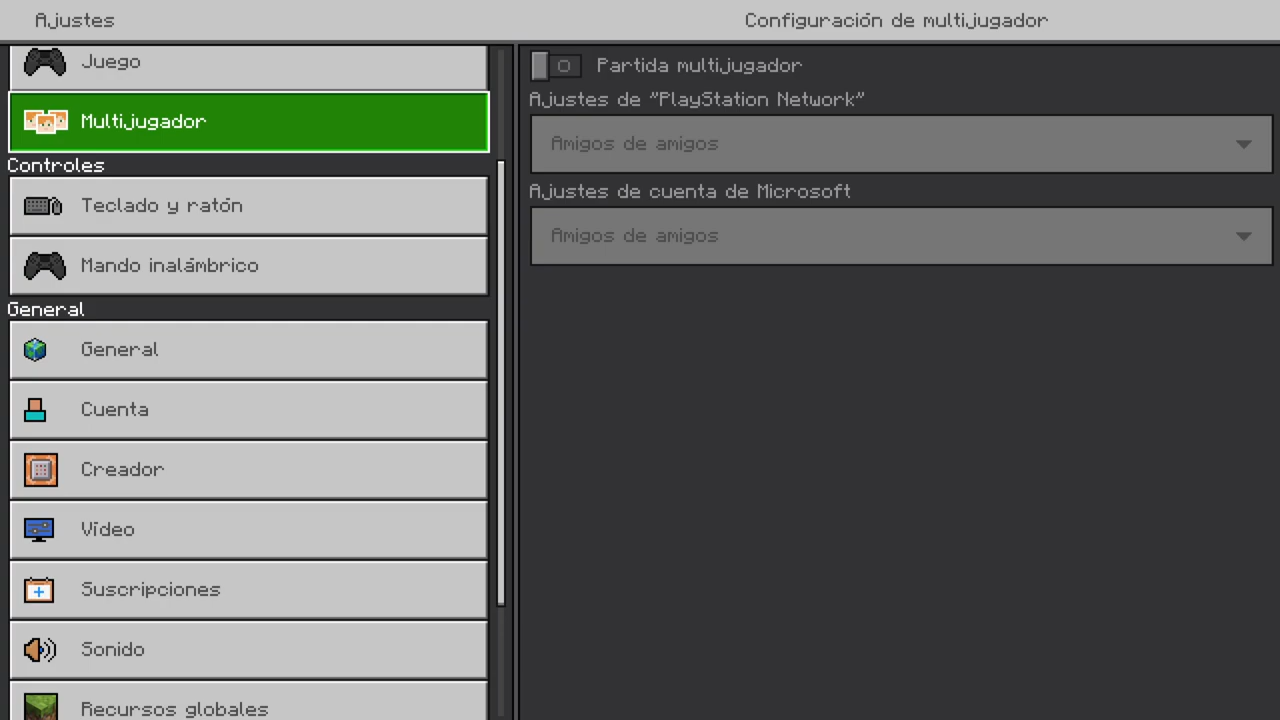 Ajustes
Configuración de multijugador
Juego
Multijugador
Controles
Teclado y ratón
Mando inalámbrico
General
General
Cuenta
Creador
Vídeo
Suscripciones
Sonido
Recursos globales
Partida multijugador
Ajustes de "PlayStation Network"
Amigos de amigos
Ajustes de cuenta de Microsoft
Amigos de amigos